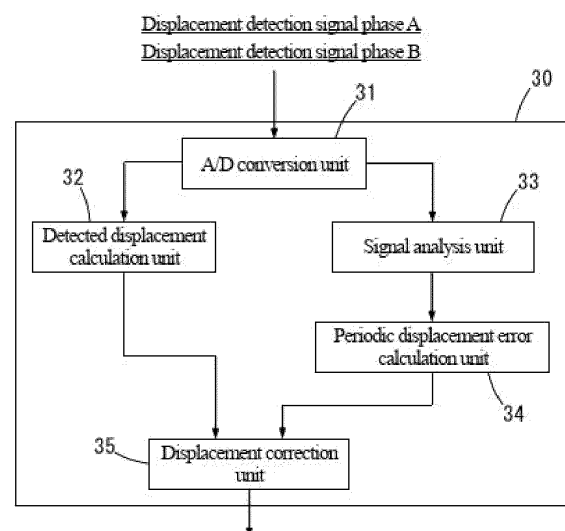 Displacement detection signal phase A
Displacement detection signal phase B
31
30
A/D conversion unit
32
33
Detected displacement
calculation unit
Signal analysis unit
Periodic displacement error
calculation unit
34
35
Displacement correction
unit